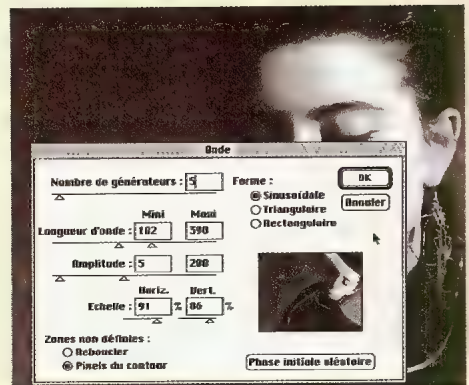 Onde
Nombre de générateurs : 5
Forme :
OK
Sinusoïdale
Triangulaire
Rectangulaire
Annuler
Mini Maxi
Longueur d'onde : 102 390
Amplitude : 5 200
Horiz. Vert.
Echelle : 91 % 86 %
Zones non définies :
Reboucler
Pixels du contour
Phase initiale aléatoire